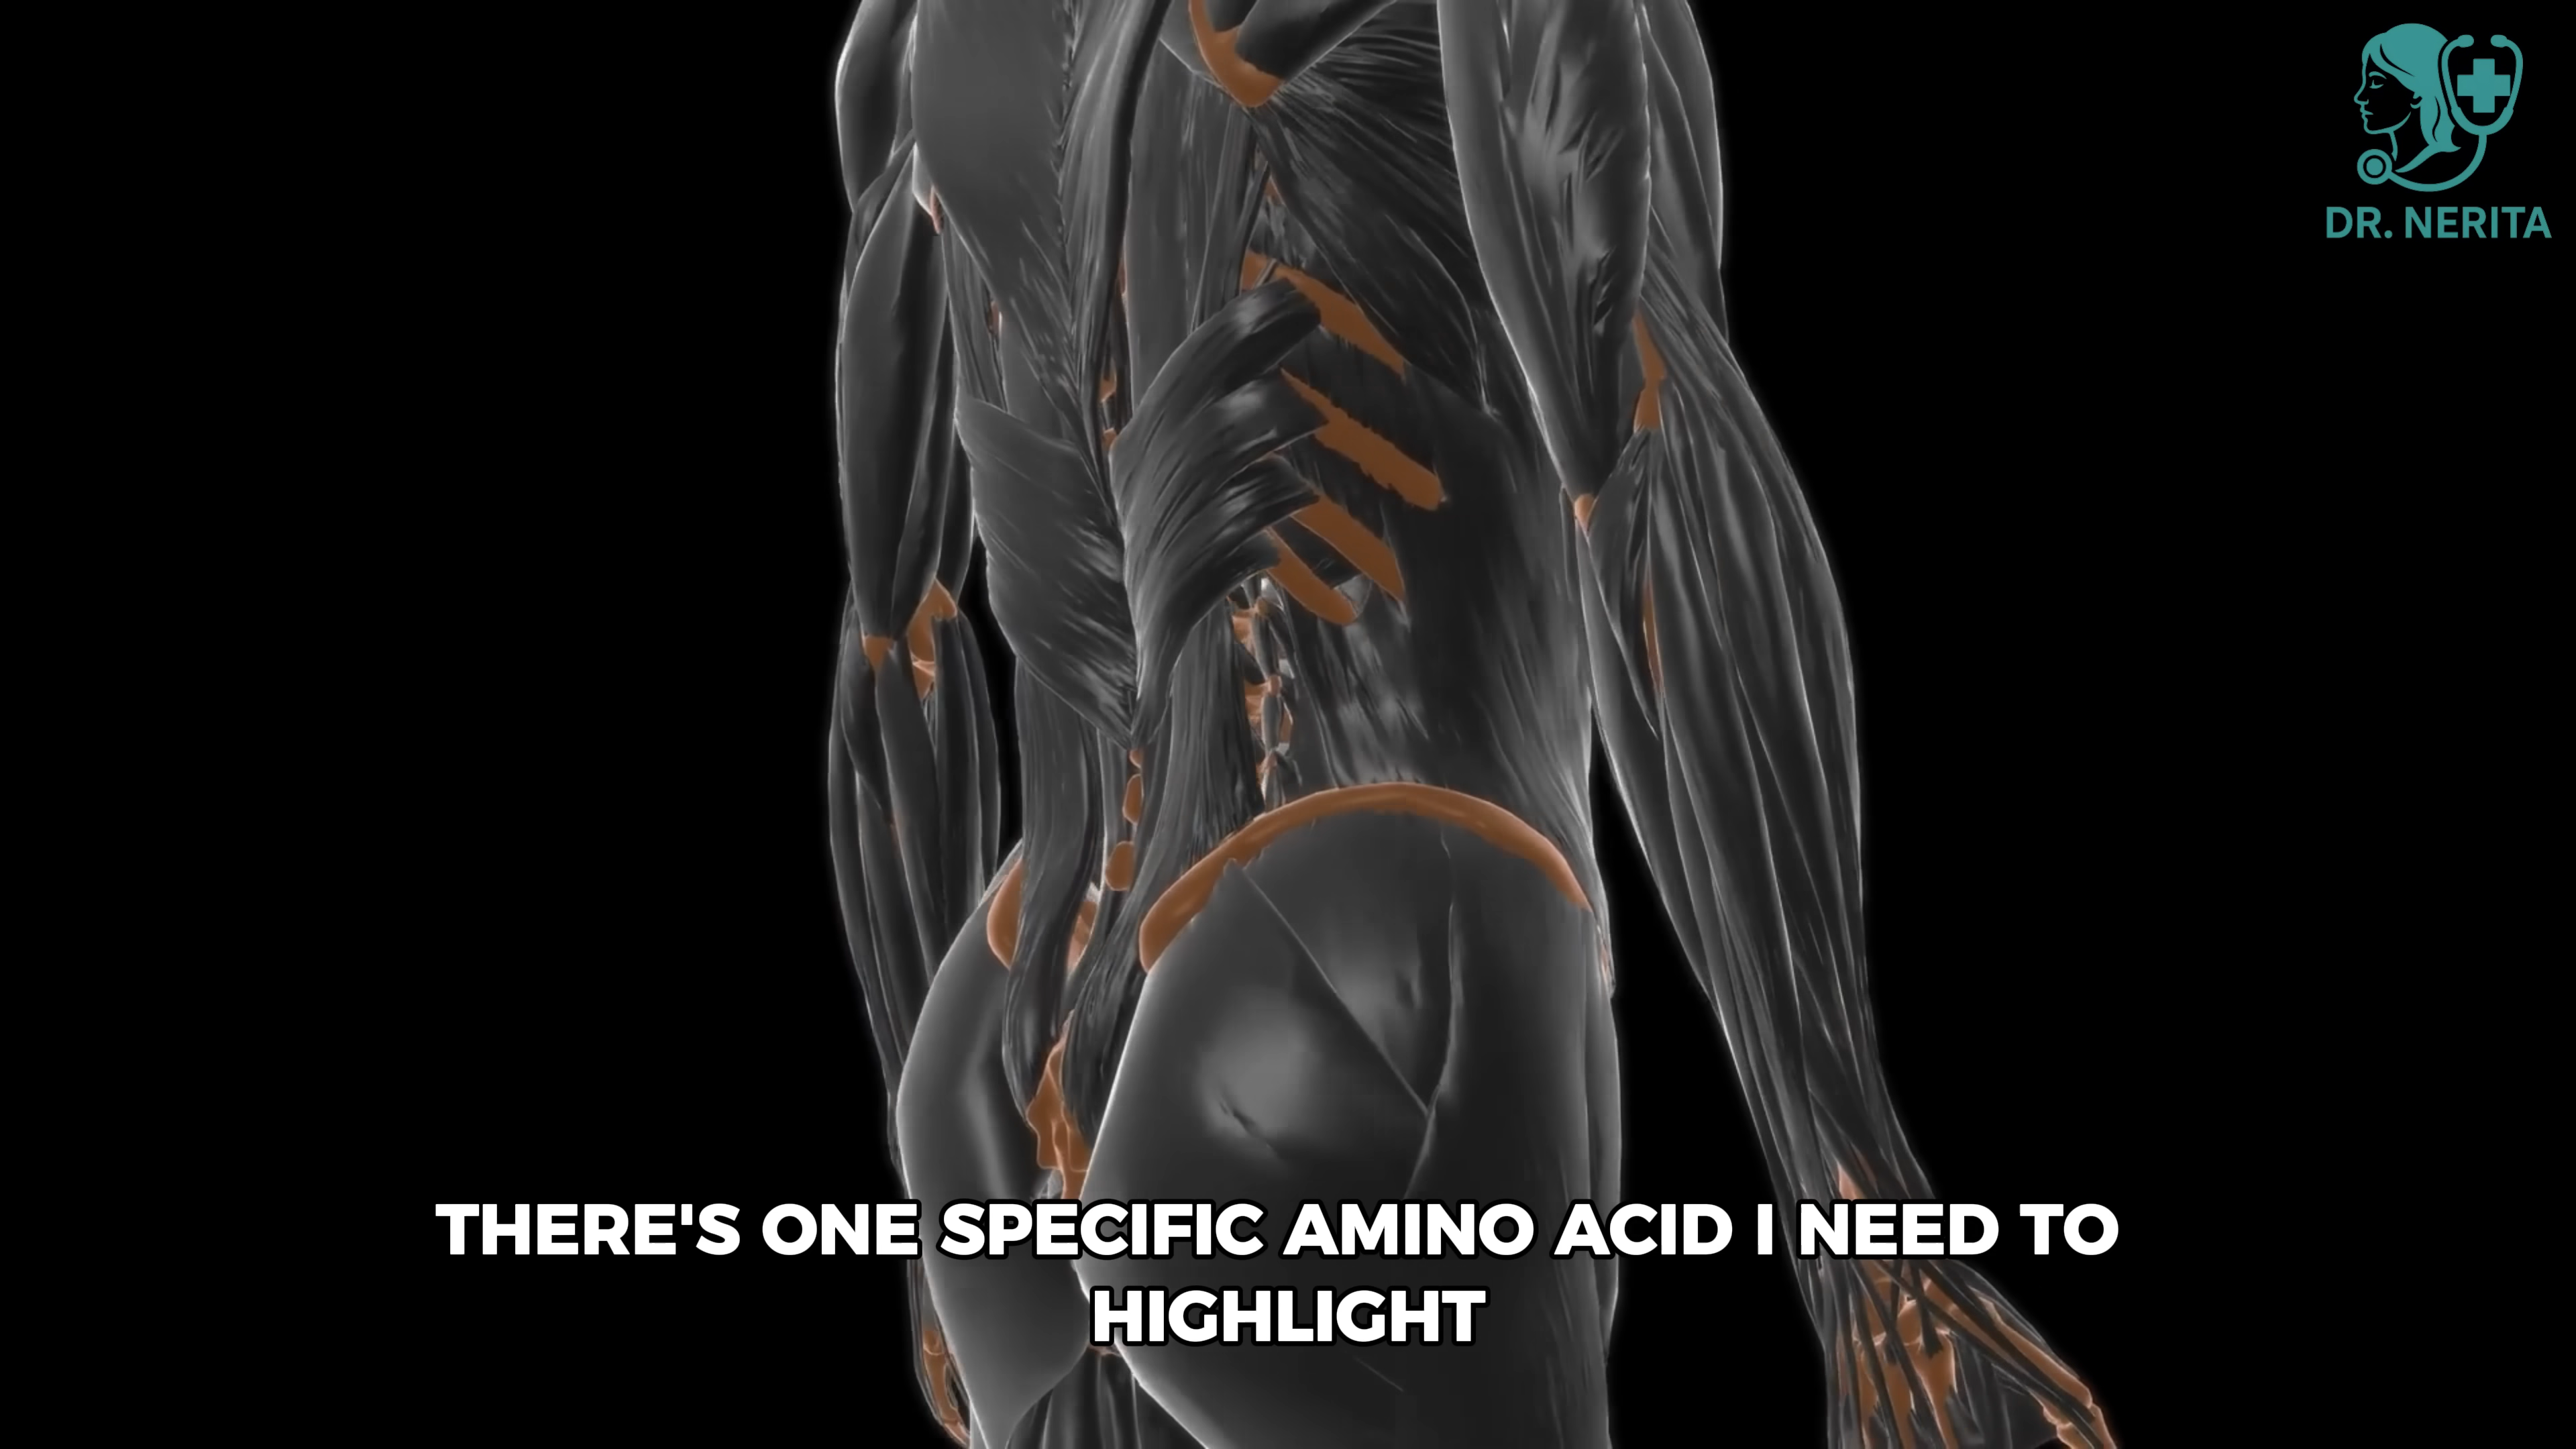 DR. NERITA
THERE'S ONE SPECIFIC AMINO ACID I NEED TO
HIGHLIGHT